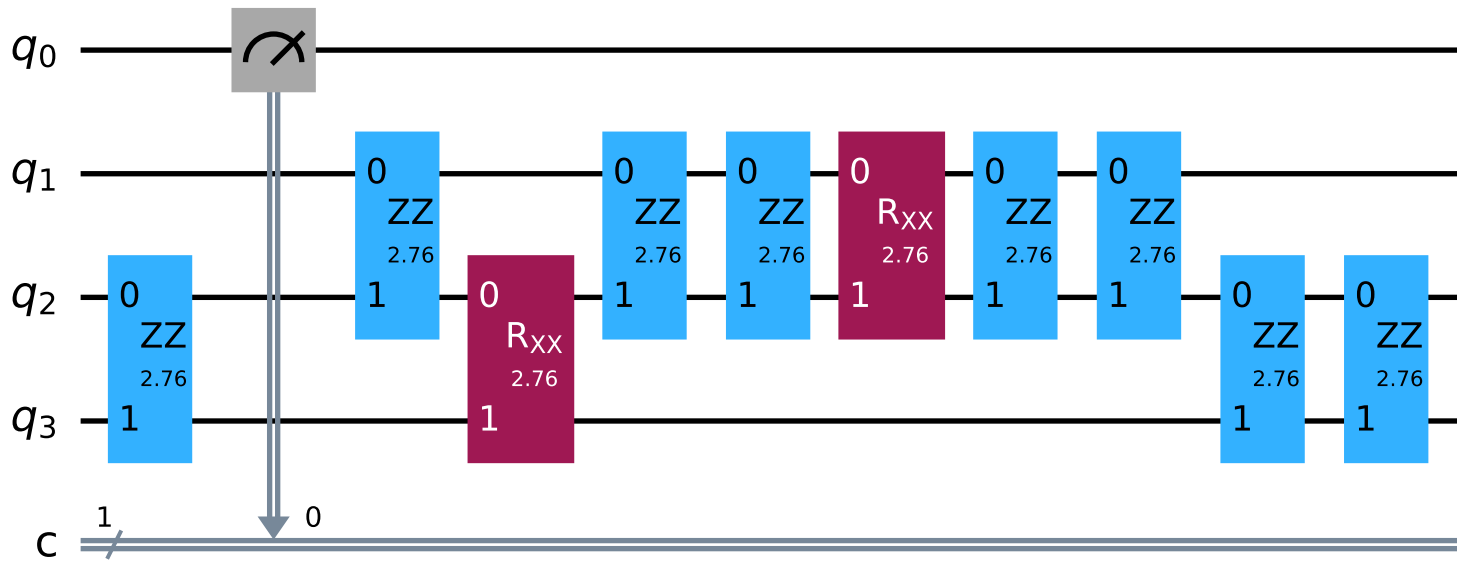 q0
0 0 0 0 0 0
q1
ZZ ZZ ZZ RXX ZZ ZZ
2.76 2.76 2.76 2.76 2.76 2.76
0 1 0 1 1 1 1 1 0 0
q2
ZZ RXX ZZ ZZ
2.76 2.76 2.76 2.76
1 1 1 1
q3
1 0
c